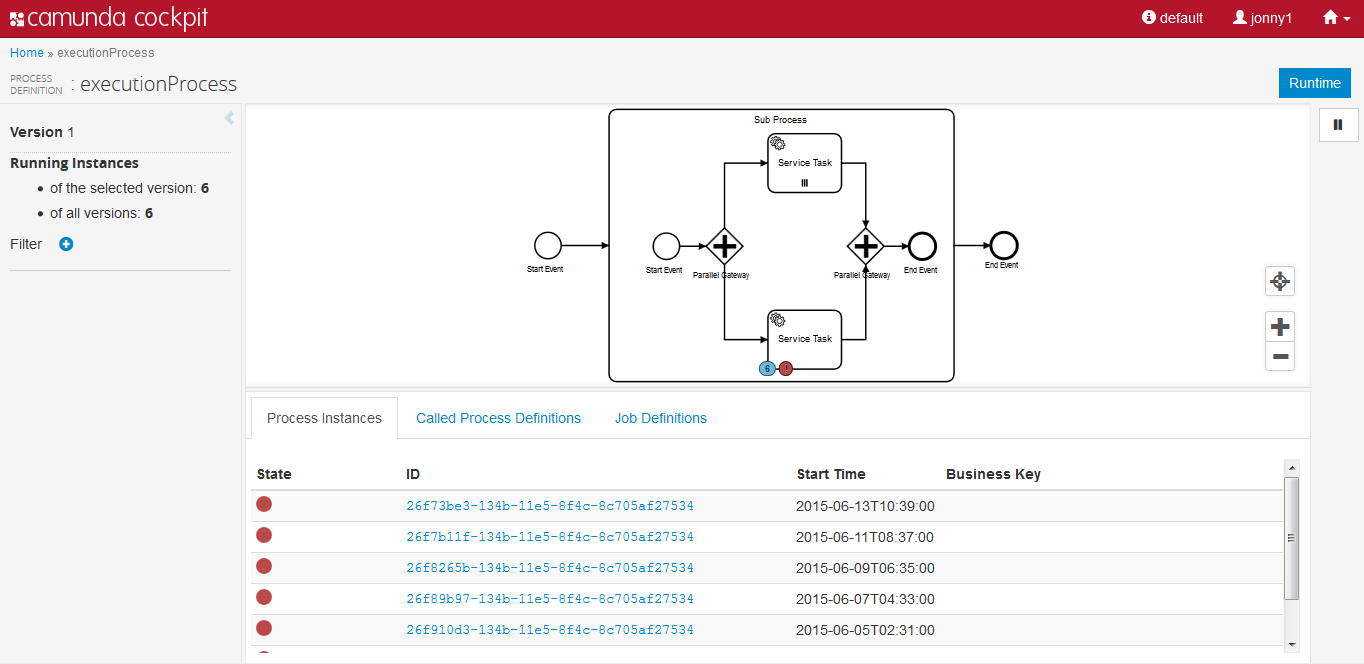 camunda cockpit
default
jonny1
Home » executionProcess
PROCESS
DEFINITION : executionProcess
Runtime
Version 1
Running Instances
of the selected version: 6
of all versions: 6
Filter
Sub Process
Service Task
Start Event
Start Event
Parallel Gateway
Parallel Gateway
End Event
End Event
Service Task
6 !
Process Instances
Called Process Definitions
Job Definitions
State ID Start Time Business Key
26f73be3-134b-11e5-8f4c-8c705af27534 2015-06-13T10:39:00
26f7b11f-134b-11e5-8f4c-8c705af27534 2015-06-11T08:37:00
26f8265b-134b-11e5-8f4c-8c705af27534 2015-06-09T06:35:00
26f89b97-134b-11e5-8f4c-8c705af27534 2015-06-07T04:33:00
26f910d3-134b-11e5-8f4c-8c705af27534 2015-06-05T02:31:00